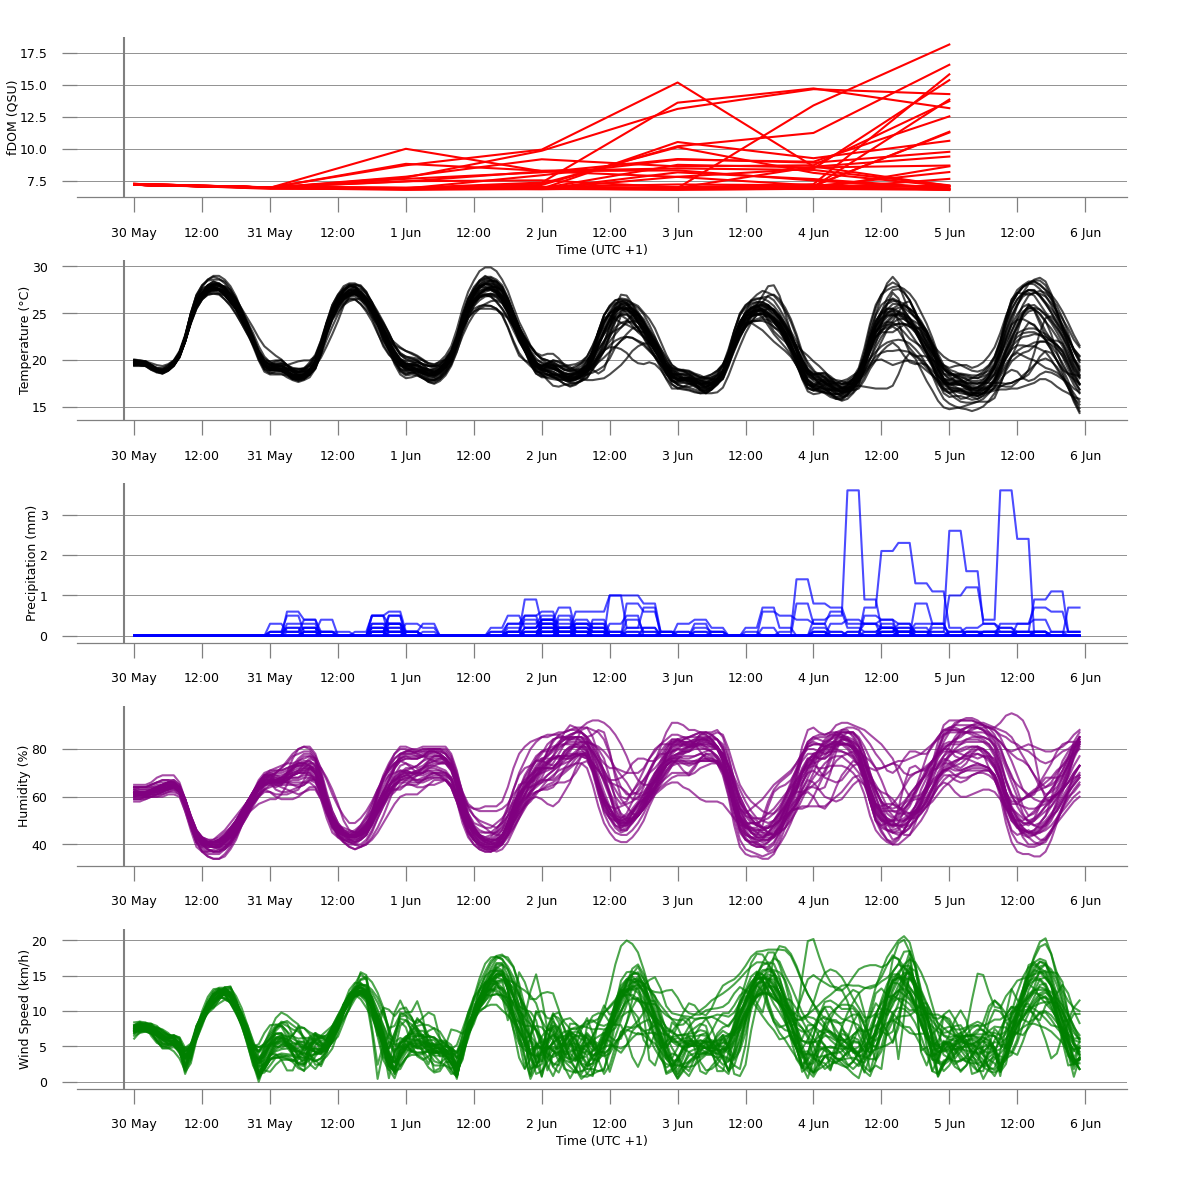 17.5
15.0
12.5
10.0
7.5
fDOM (QSU)
30 May 12:00 31 May 12:00 1 Jun 12:00 2 Jun 12:00 3 Jun 12:00 4 Jun 12:00 5 Jun 12:00 6 Jun
Time (UTC +1)
30
25
20
15
Temperature (°C)
30 May 12:00 31 May 12:00 1 Jun 12:00 2 Jun 12:00 3 Jun 12:00 4 Jun 12:00 5 Jun 12:00 6 Jun
3
2
1
0
Precipitation (mm)
30 May 12:00 31 May 12:00 1 Jun 12:00 2 Jun 12:00 3 Jun 12:00 4 Jun 12:00 5 Jun 12:00 6 Jun
80
60
40
Humidity (%)
30 May 12:00 31 May 12:00 1 Jun 12:00 2 Jun 12:00 3 Jun 12:00 4 Jun 12:00 5 Jun 12:00 6 Jun
20
15
10
5
0
Wind Speed (km/h)
30 May 12:00 31 May 12:00 1 Jun 12:00 2 Jun 12:00 3 Jun 12:00 4 Jun 12:00 5 Jun 12:00 6 Jun
Time (UTC +1)